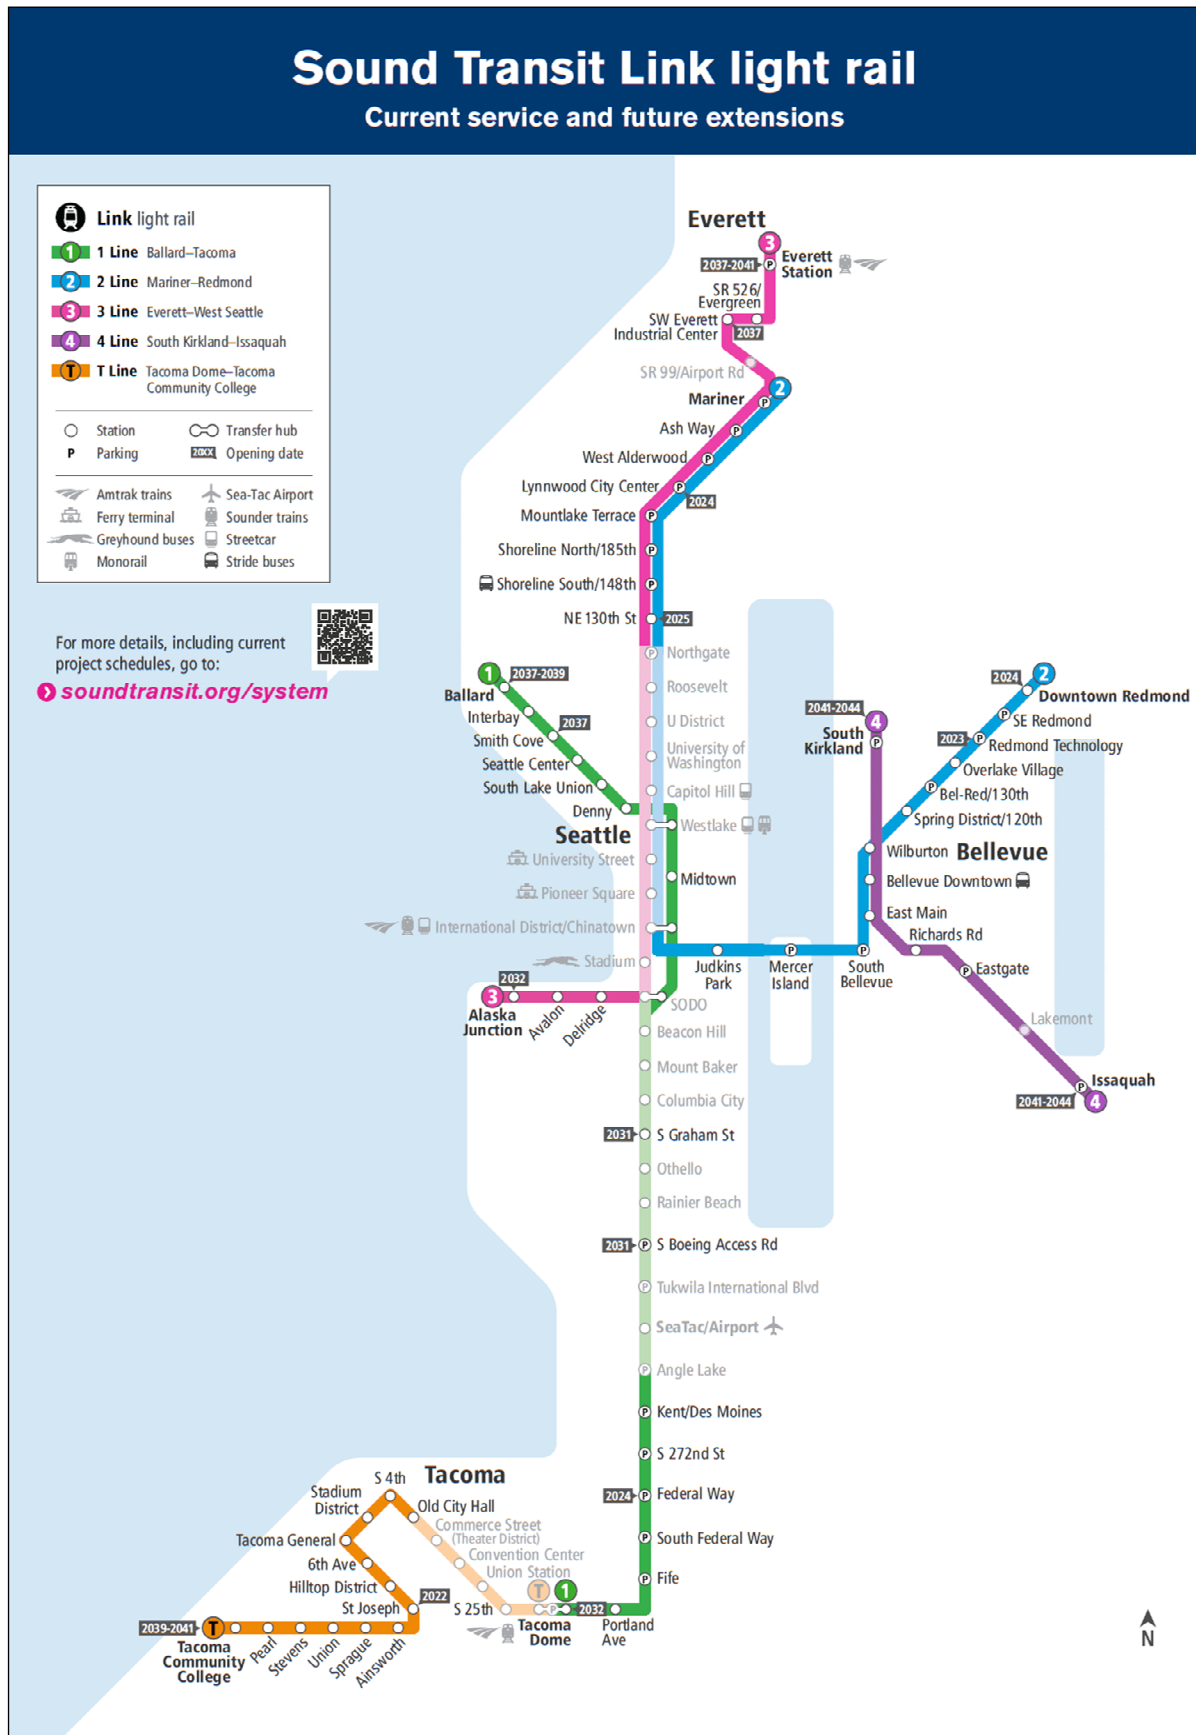 Sound Transit Link light rail
Current service and future extensions
Link light rail
1 1 Line Ballard–Tacoma
2 2 Line Mariner–Redmond
3 3 Line Everett–West Seattle
4 4 Line South Kirkland–Issaquah
T T Line Tacoma Dome–Tacoma
Community College
Station
Transfer hub
P Parking
20XX Opening date
Amtrak trains
Sea-Tac Airport
Ferry terminal
Sounder trains
Greyhound buses
Streetcar
Monorail
Stride buses
For more details, including current
project schedules, go to:
soundtransit.org/system
Everett
3
2037-2041
P
Everett
Station
SR 526/
Evergreen
SW Everett
Industrial Center
2037
SR 99/Airport Rd
2
Mariner
P
Ash Way
P
West Alderwood
P
Lynnwood City Center
P
2024
Mountlake Terrace
P
Shoreline North/185th
P
Shoreline South/148th
P
NE 130th St
2025
P
Northgate
Roosevelt
U District
University of
Washington
Capitol Hill
Westlake
1
2037-2039
Ballard
Interbay
2037
Smith Cove
Seattle Center
South Lake Union
Denny
Seattle
University Street
Midtown
Pioneer Square
International District/Chinatown
Stadium
SODO
2032
3
Alaska
Junction
Avalon
Delridge
Judkins
Park
P
Mercer
Island
P
South
Bellevue
2041-2044
4
South
Kirkland
P
2024
2
Downtown Redmond
P
SE Redmond
2023
P
Redmond Technology
Overlake Village
P
Bel-Red/130th
Spring District/120th
Wilburton
Bellevue
Bellevue Downtown
East Main
Richards Rd
P
Eastgate
Lakemont
P
Issaquah
2041-2044
4
Beacon Hill
Mount Baker
Columbia City
2031
S Graham St
Othello
Rainier Beach
2031
P
S Boeing Access Rd
P
Tukwila International Blvd
SeaTac/Airport
P
Angle Lake
P
Kent/Des Moines
P
S 272nd St
2024
P
Federal Way
P
South Federal Way
P
Fife
Tacoma
S 4th
Stadium
District
Old City Hall
Commerce Street
(Theater District)
Tacoma General
Convention Center
6th Ave
Union Station
Hilltop District
2022
T
1
St Joseph
S 25th
P
2032
Tacoma
Dome
Portland
Ave
2039-2041
T
Tacoma
Community
College
Pearl
Stevens
Union
Sprague
Ainsworth
N